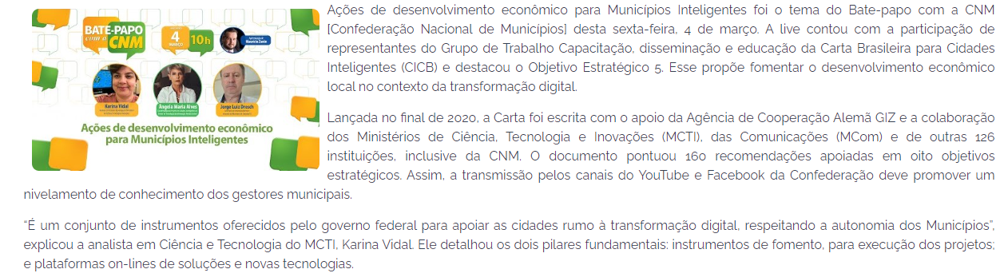 BATE-PAPO
com a CNM
4
MARÇO
10h
Maurício Zanin
Karina Vidal
Ângela Maria Alves
Jorge Luiz Dresch
Ações de desenvolvimento econômico
para Municípios Inteligentes
Ações de desenvolvimento econômico para Municípios Inteligentes foi o tema do Bate-papo com a CNM
[Confederação Nacional de Municípios] desta sexta-feira, 4 de março. A live contou com a participação de
representantes do Grupo de Trabalho Capacitação, disseminação e educação da Carta Brasileira para Cidades
Inteligentes (CICB) e destacou o Objetivo Estratégico 5. Esse propõe fomentar o desenvolvimento econômico
local no contexto da transformação digital.
Lançada no final de 2020, a Carta foi escrita com o apoio da Agência de Cooperação Alemã GIZ e a colaboração
dos Ministérios de Ciência, Tecnologia e Inovações (MCTI), das Comunicações (MCom) e de outras 126
instituições, inclusive da CNM. O documento pontuou 160 recomendações apoiadas em oito objetivos
estratégicos. Assim, a transmissão pelos canais do YouTube e Facebook da Confederação deve promover um
nivelamento de conhecimento dos gestores municipais.
“É um conjunto de instrumentos oferecidos pelo governo federal para apoiar as cidades rumo à transformação digital, respeitando a autonomia dos Municípios”,
explicou a analista em Ciência e Tecnologia do MCTI, Karina Vidal. Ele detalhou os dois pilares fundamentais: instrumentos de fomento, para execução dos projetos;
e plataformas on-lines de soluções e novas tecnologias.